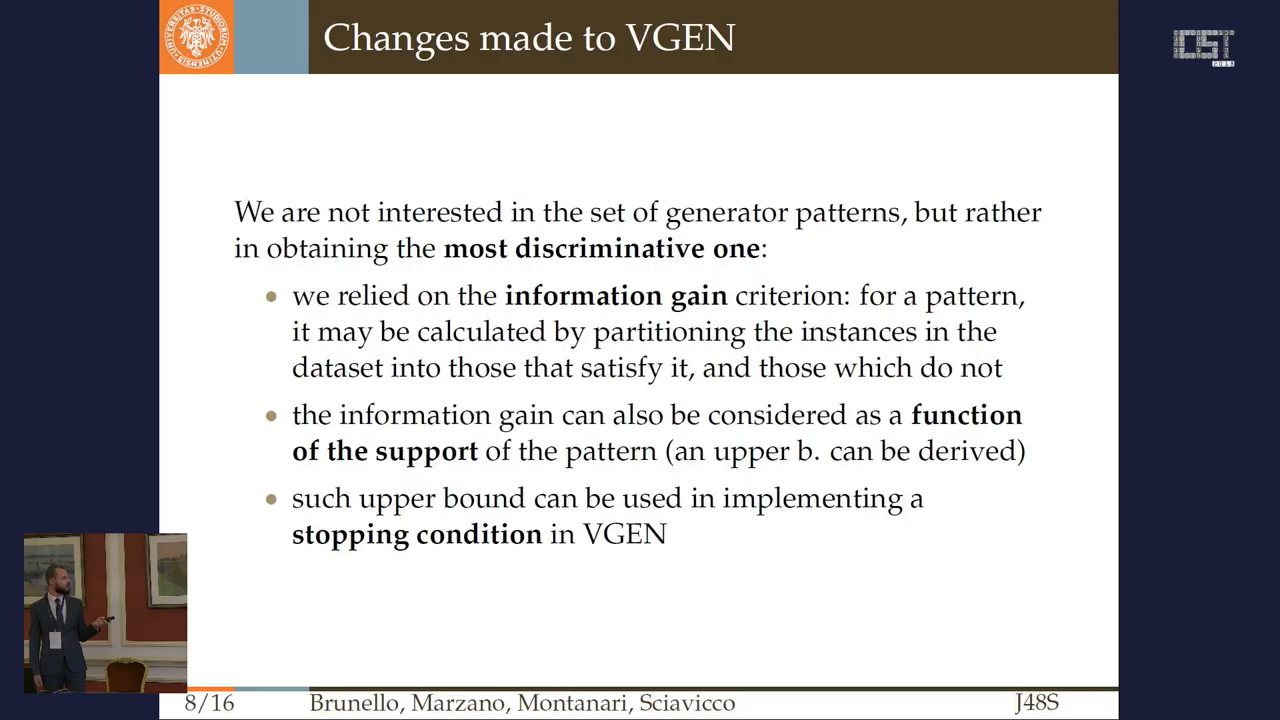 Changes made to VGEN
We are not interested in the set of generator patterns, but rather
in obtaining the most discriminative one:
• we relied on the information gain criterion: for a pattern,
it may be calculated by partitioning the instances in the
dataset into those that satisfy it, and those which do not
• the information gain can also be considered as a function
of the support of the pattern (an upper b. can be derived)
• such upper bound can be used in implementing a
stopping condition in VGEN
8/16 Brunello, Marzano, Montanari, Sciavicco J48S